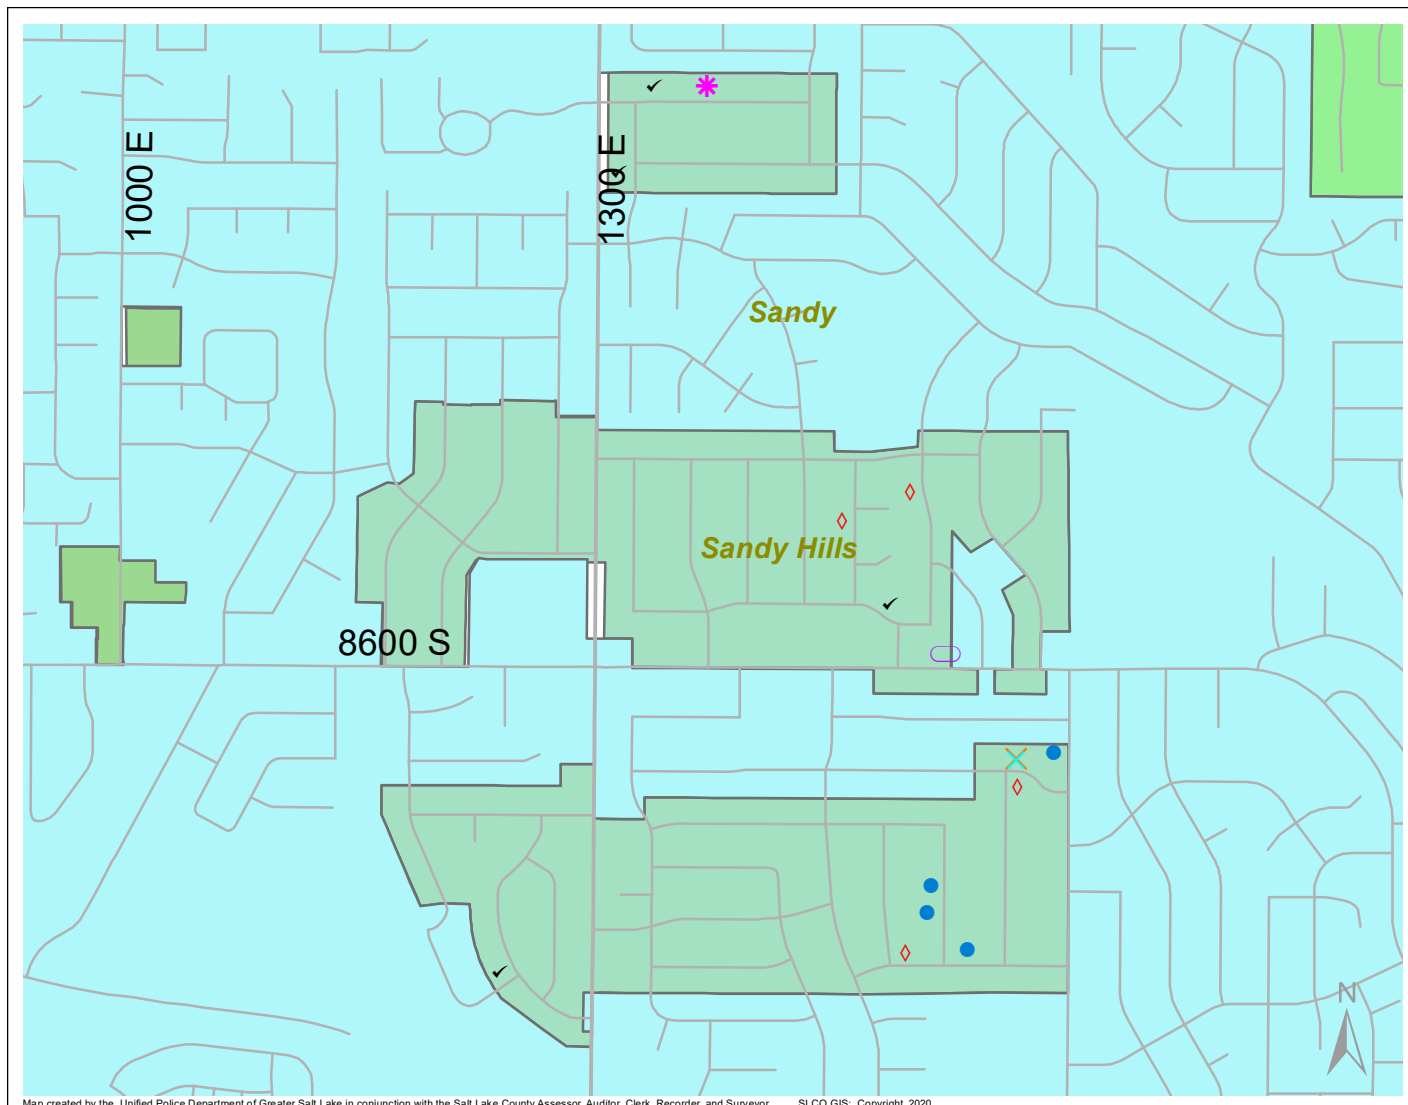 1000 E
1300 E
Sandy
Sandy Hills
8600 S
N
Map created by the Unified Police Department of Greater Salt Lake in conjunction with the Salt Lake County Assessor, Auditor, Clerk, Recorder, and Surveyor. SLCO GIS: Copyright, 2020